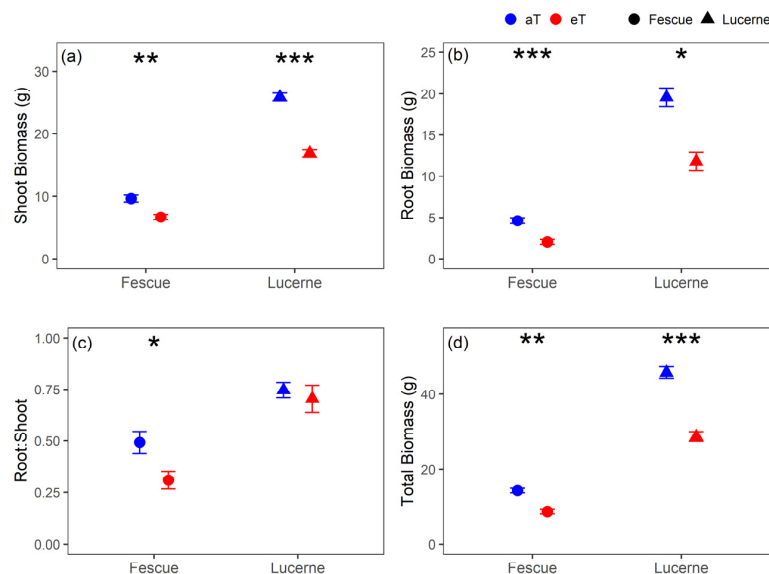 aT eT Fescue Lucerne
(a) ** ***
Shoot Biomass (g)
30
20
10
0
Fescue Lucerne
(b) *** *
Root Biomass (g)
25
20
15
10
5
0
Fescue Lucerne
(c) *
Root:Shoot
1.00
0.75
0.50
0.25
0.00
Fescue Lucerne
(d) ** ***
Total Biomass (g)
40
20
0
Fescue Lucerne